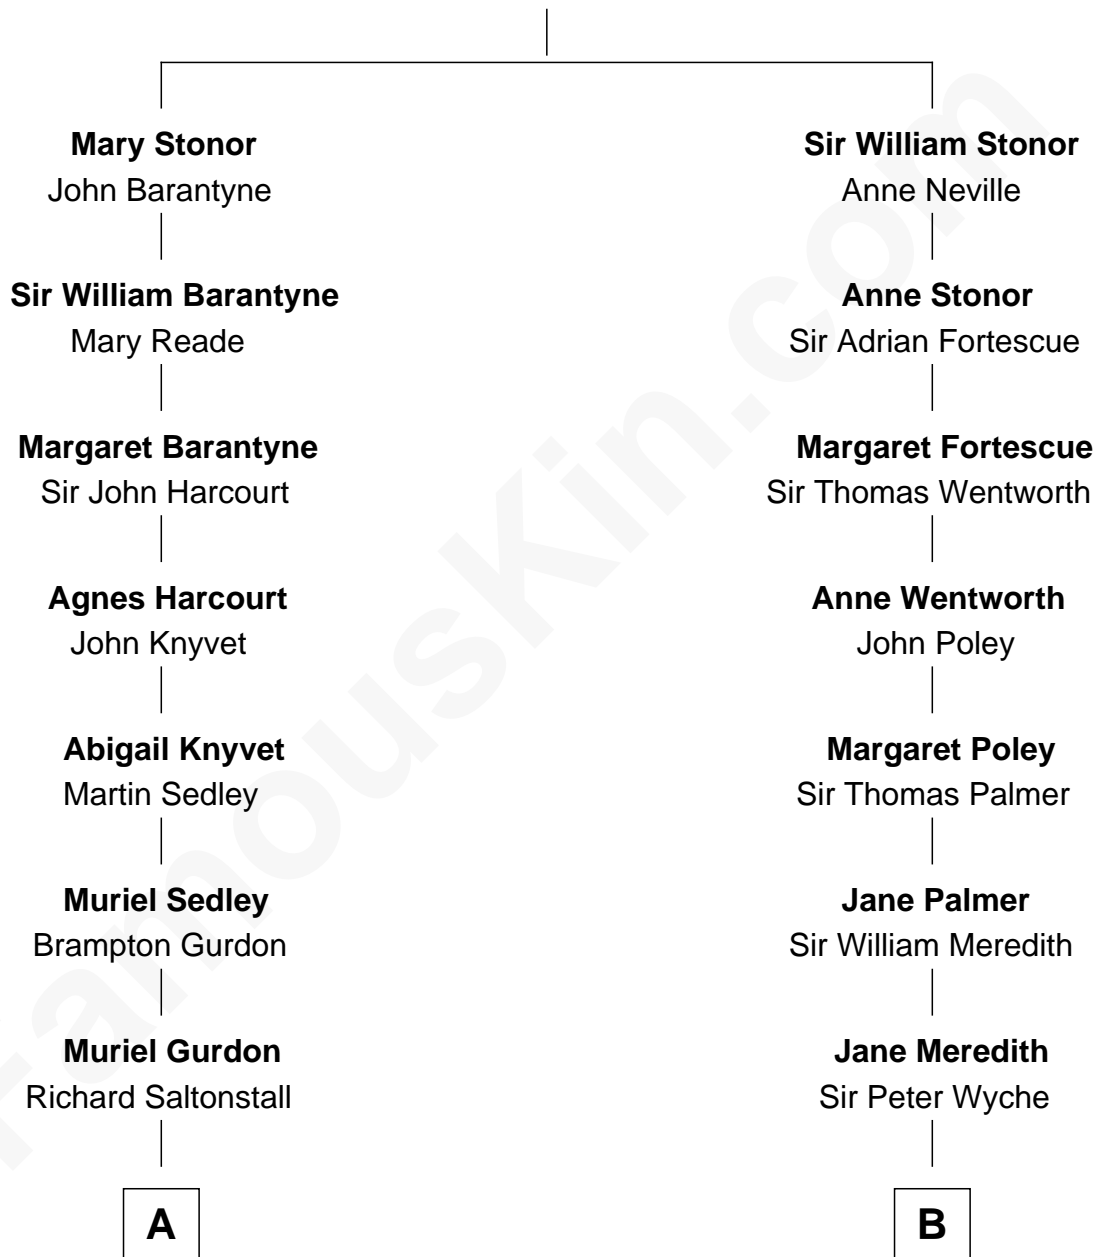 Mary Stonor
John Barantyne
Sir William Barantyne
Mary Reade
Margaret Barantyne
Sir John Harcourt
Agnes Harcourt
John Knyvet
Abigail Knyvet
Martin Sedley
Muriel Sedley
Brampton Gurdon
Muriel Gurdon
Richard Saltonstall
A
Sir William Stonor
Anne Neville
Anne Stonor
Sir Adrian Fortescue
Margaret Fortescue
Sir Thomas Wentworth
Anne Wentworth
John Poley
Margaret Poley
Sir Thomas Palmer
Jane Palmer
Sir William Meredith
Jane Meredith
Sir Peter Wyche
B
FamousKin.com